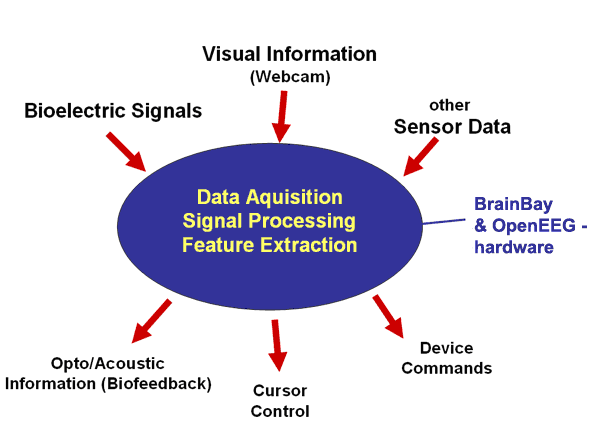 Visual Information
(Webcam)
Bioelectric Signals
other
Sensor Data
Data Aquisition
Signal Processing
Feature Extraction
BrainBay
& OpenEEG -
hardware
Opto/Acoustic
Information (Biofeedback)
Cursor
Control
Device
Commands